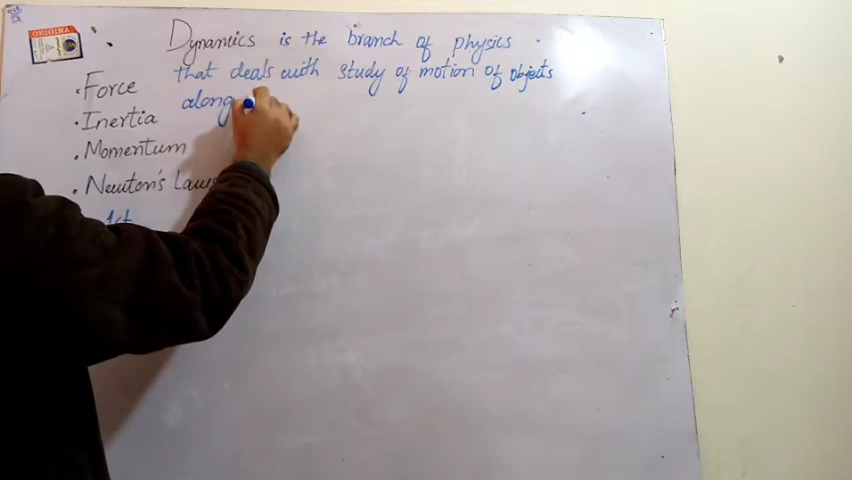 ORIGINAL
Dynamics is the branch of physics
that deals with study of motion of objects
along
• Force
• Inertia
• Momentum
• Newton's Laws
1st